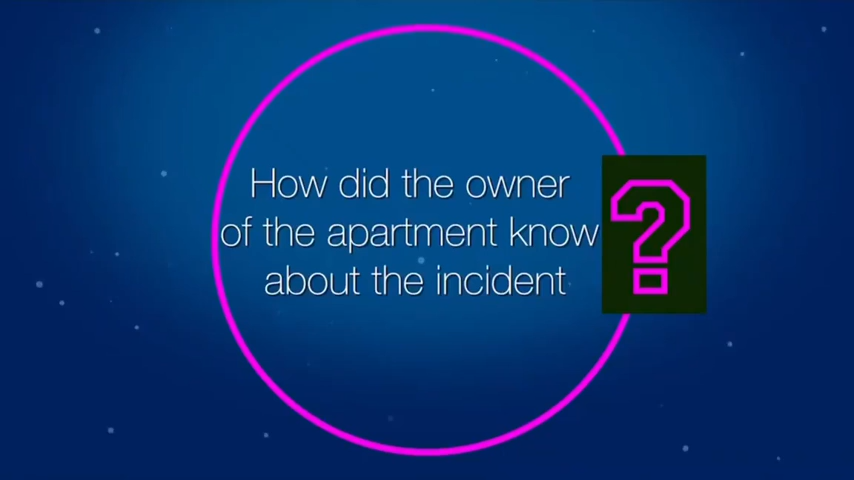 How did the owner
of the apartment know
about the incident
?